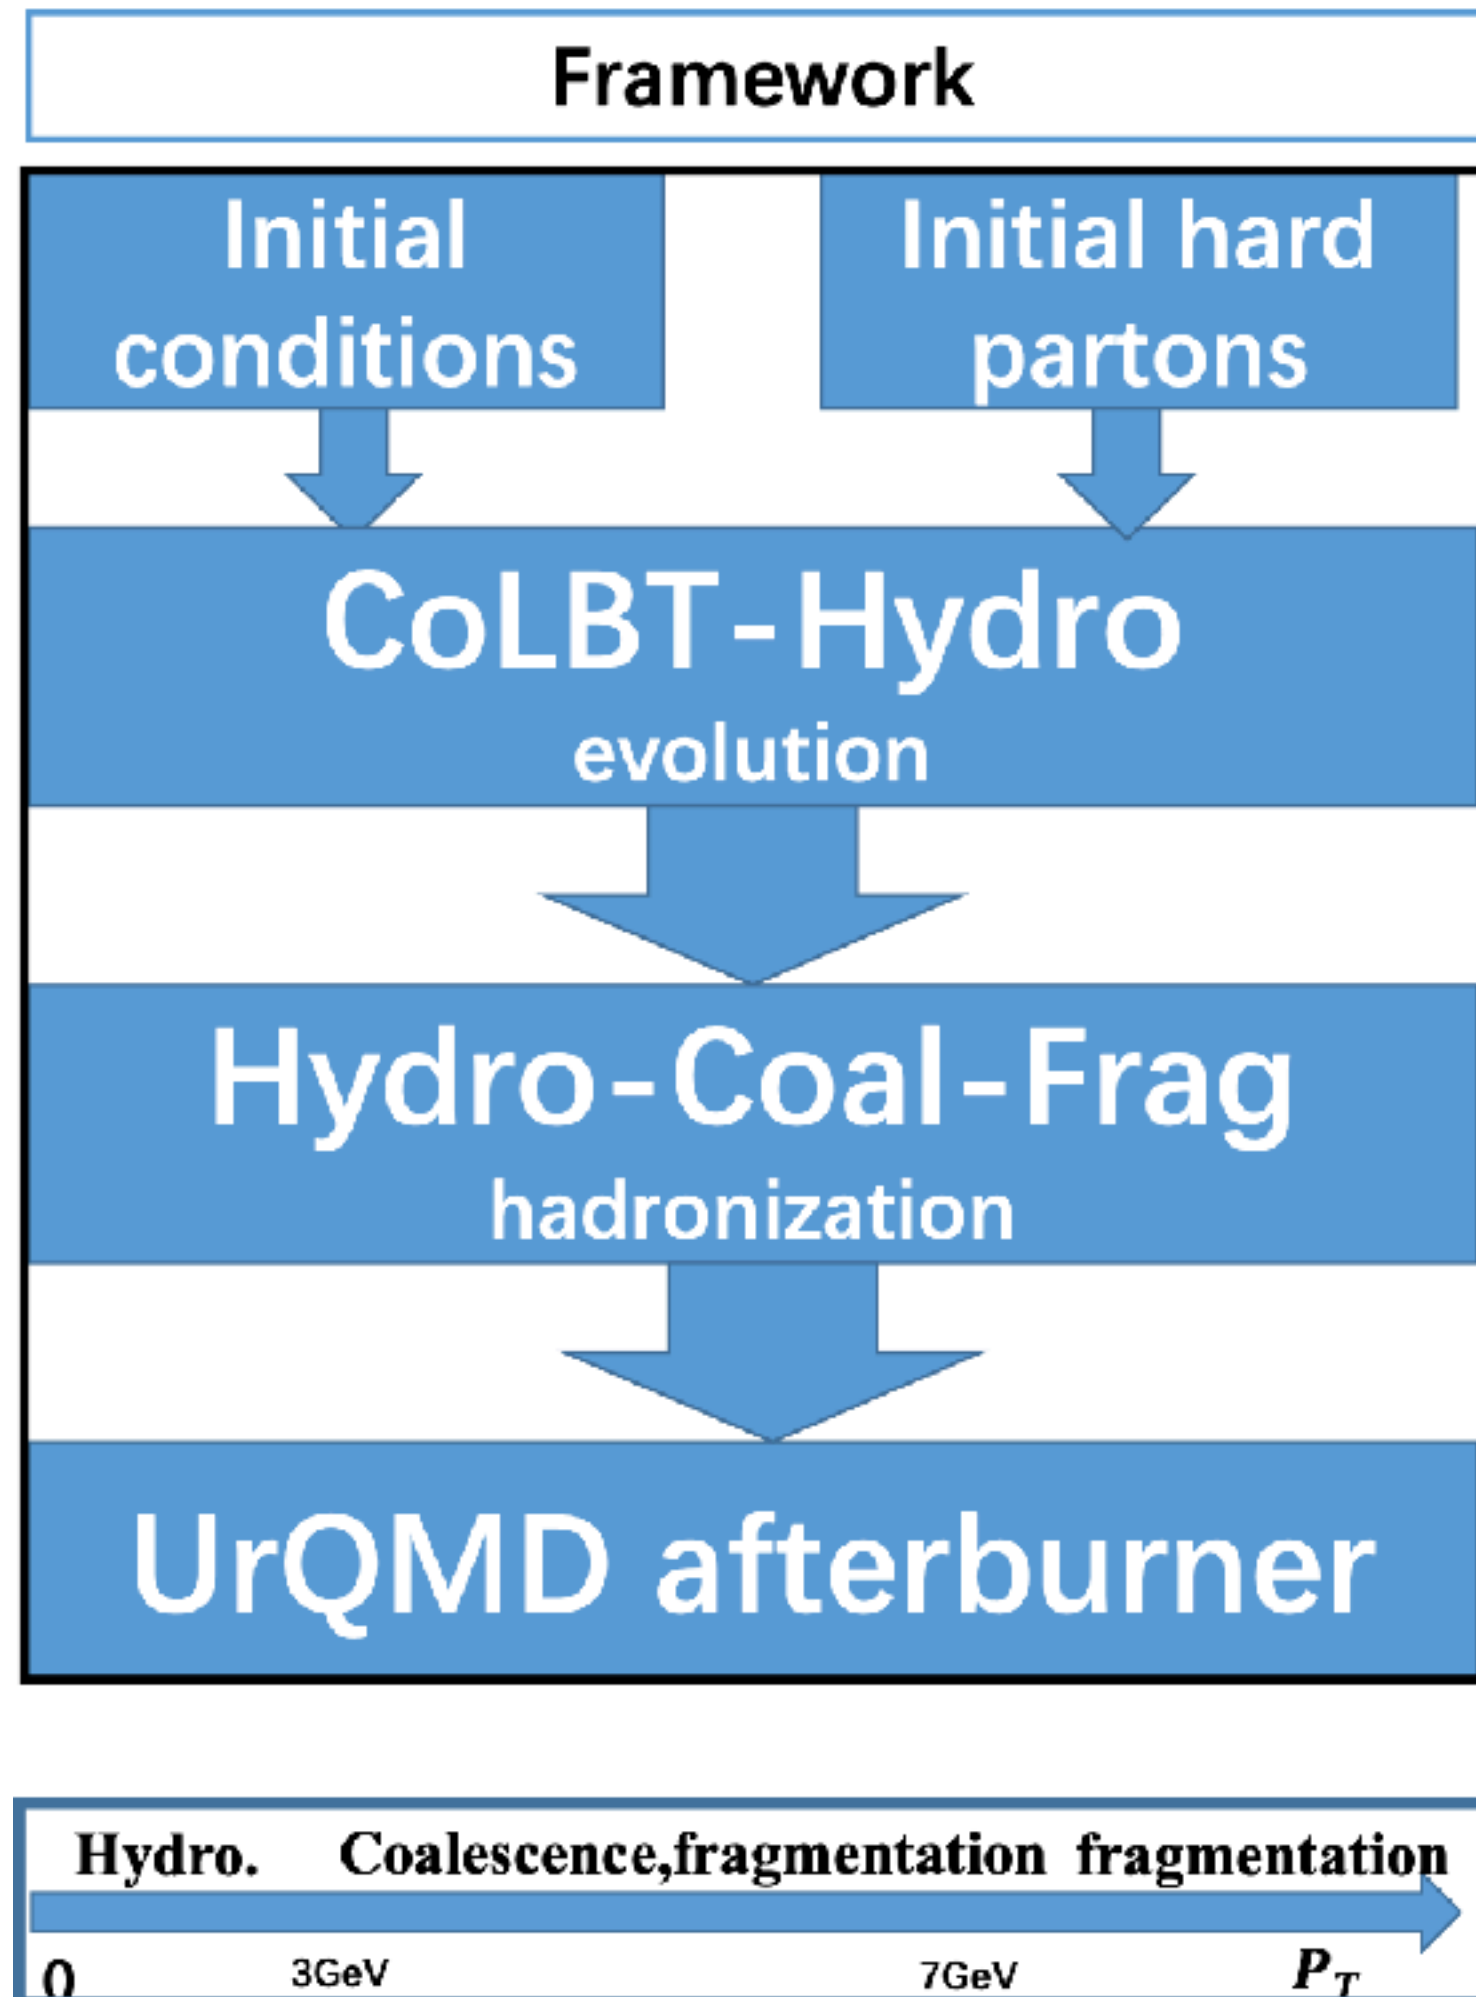 Framework
Initial
conditions
Initial hard
partons
CoLBT-Hydro
evolution
Hydro-Coal-Frag
hadronization
UrQMD afterburner
Hydro. Coalescence,fragmentation fragmentation
0 3GeV 7GeV P_T